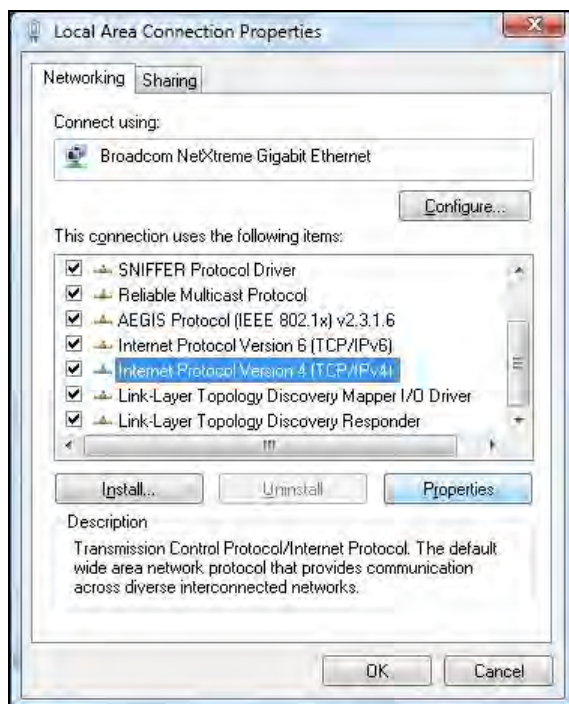 Local Area Connection Properties
Networking
Sharing
Connect using:
Broadcom NetXtreme Gigabit Ethernet
Configure...
This connection uses the following items:
SNIFFER Protocol Driver
Reliable Multicast Protocol
AEGIS Protocol (IEEE 802.1x) v2.3.1.6
Internet Protocol Version 6 (TCP/IPv6)
Internet Protocol Version 4 (TCP/IPv4)
Link-Layer Topology Discovery Mapper I/O Driver
Link-Layer Topology Discovery Responder
Install...
Uninstall
Properties
Description
Transmission Control Protocol/Internet Protocol. The default
wide area network protocol that provides communication
across diverse interconnected networks.
OK
Cancel